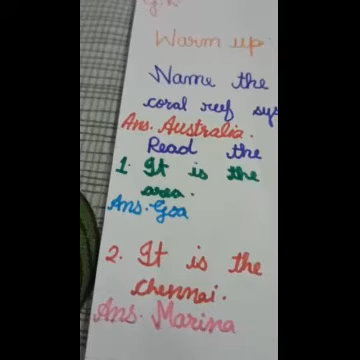 G.K
Warm up
Name the
coral reef sys
Ans. Australia.
Read the
1. It is the
area.
Ans. Goa
2. It is the
chennai.
Ans. Marina